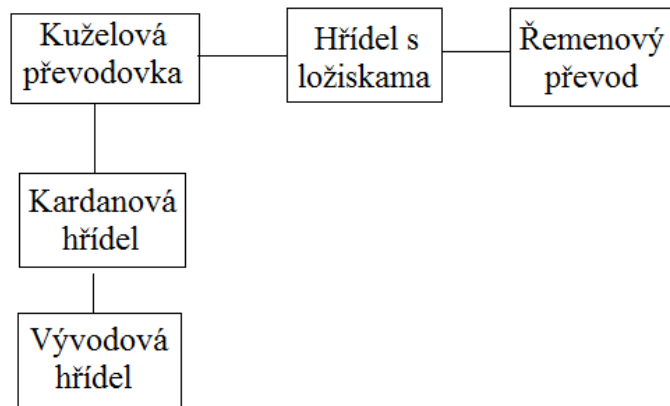 Kuželová
převodovka
Hřídel s
ložiskama
Řemenový
převod
Kardanová
hřídel
Vývodová
hřídel